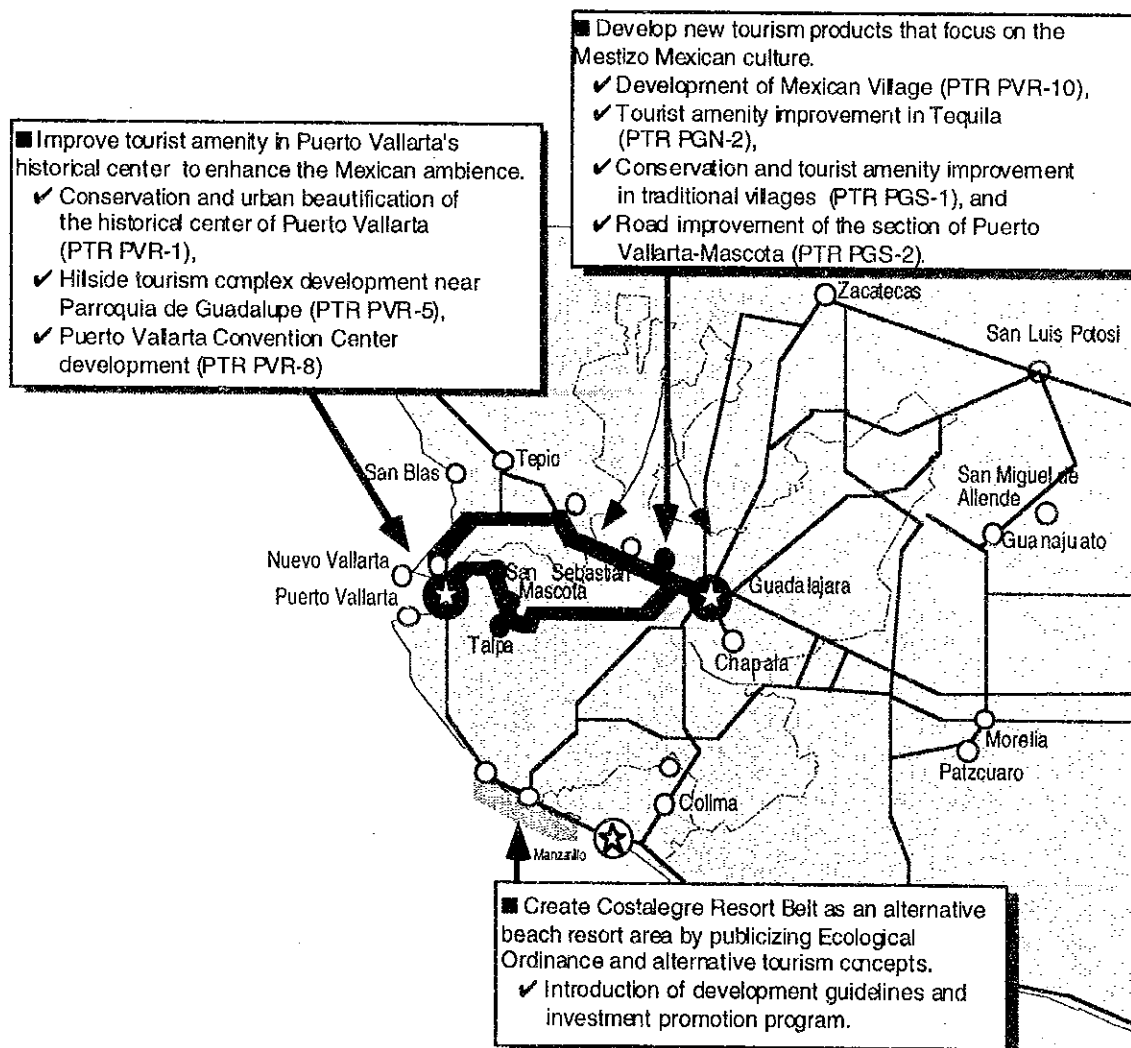 ■ Develop new tourism products that focus on the
Mestizo Mexican culture.
✔ Development of Mexican Village (PTR PVR-10),
✔ Tourist amenity improvement in Tequila
(PTR PGN-2),
✔ Conservation and tourist amenity improvement
in traditional villages (PTR PGS-1), and
✔ Road improvement of the section of Puerto
Vallarta-Mascota (PTR PGS-2).
■ Improve tourist amenity in Puerto Vallarta's
historical center to enhance the Mexican ambience.
✔ Conservation and urban beautification of
the historical center of Puerto Vallarta
(PTR PVR-1),
✔ Hilside tourism complex development near
Parroquia de Guadalupe (PTR PVR-5),
✔ Puerto Vallarta Convention Center
development (PTR PVR-8)
Zacatecas
San Luis Potosi
Tepic
San Blas
San Miguel de
Allende
Guanajuato
Nuevo Vallarta
San Sebastian
Guadalajara
Puerto Vallarta
Mascota
Talpa
Chapala
Morelia
Patzcuaro
Colima
Manzanillo
■ Create Costalegre Resort Belt as an alternative
beach resort area by publicizing Ecological
Ordinance and alternative tourism concepts.
✔ Introduction of development guidelines and
investment promotion program.